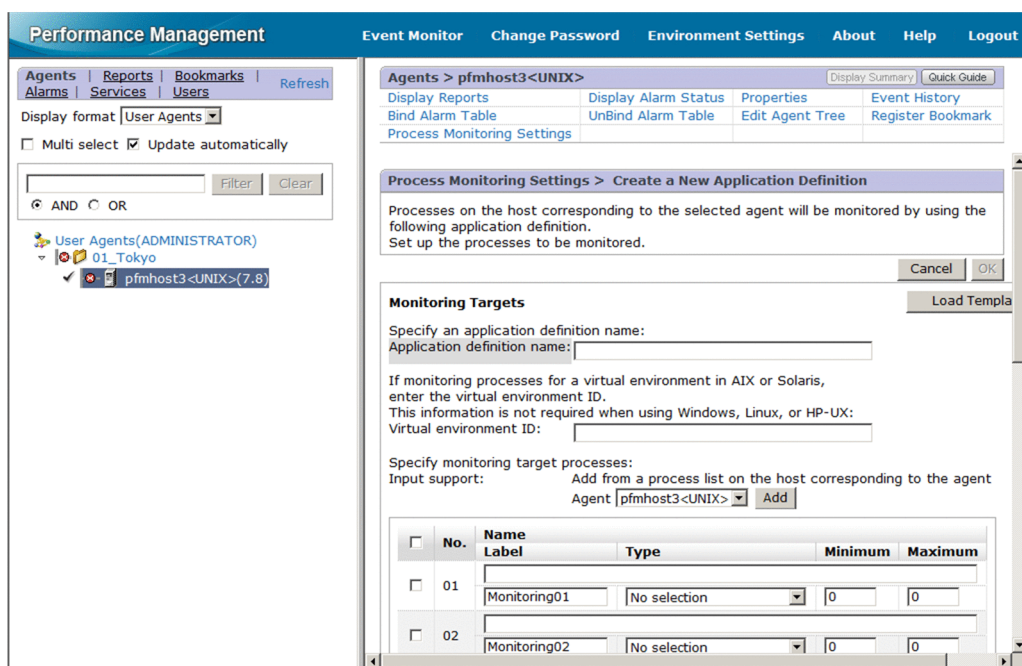 Performance Management
Event Monitor Change Password Environment Settings About Help Logout
Agents | Reports | Bookmarks |
Alarms | Services | Users
Refresh
Display format User Agents
Multi select Update automatically
Filter Clear
AND OR
User Agents(ADMINISTRATOR)
01_Tokyo
pfmhost3<UNIX>(7.8)
Agents > pfmhost3<UNIX>
Display Summary Quick Guide
Display Reports Display Alarm Status Properties Event History
Bind Alarm Table UnBind Alarm Table Edit Agent Tree Register Bookmark
Process Monitoring Settings
Process Monitoring Settings > Create a New Application Definition
Processes on the host corresponding to the selected agent will be monitored by using the
following application definition.
Set up the processes to be monitored.
Cancel OK
Monitoring Targets
Load Templa
Specify an application definition name:
Application definition name:
If monitoring processes for a virtual environment in AIX or Solaris,
enter the virtual environment ID.
This information is not required when using Windows, Linux, or HP-UX:
Virtual environment ID:
Specify monitoring target processes:
Input support: Add from a process list on the host corresponding to the agent
Agent pfmhost3<UNIX> Add
No. Name
Label Type Minimum Maximum
01
Monitoring01 No selection 0 0
02
Monitoring02 No selection 0 0